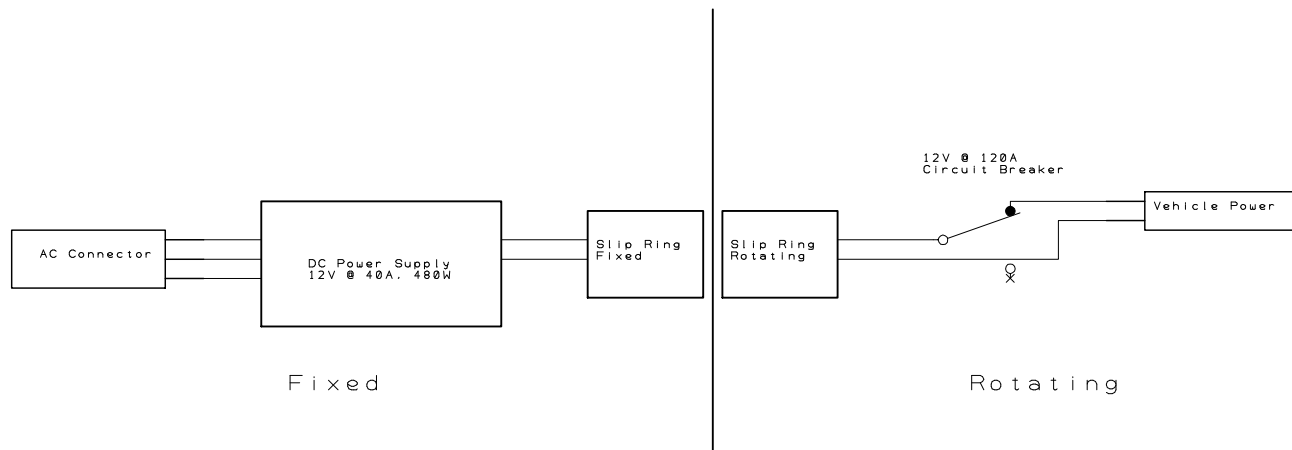 12V @ 120A
Circuit Breaker
AC Connector
DC Power Supply
12V @ 40A. 480W
Slip Ring
Fixed
Slip Ring
Rotating
Vehicle Power
Fixed
Rotating